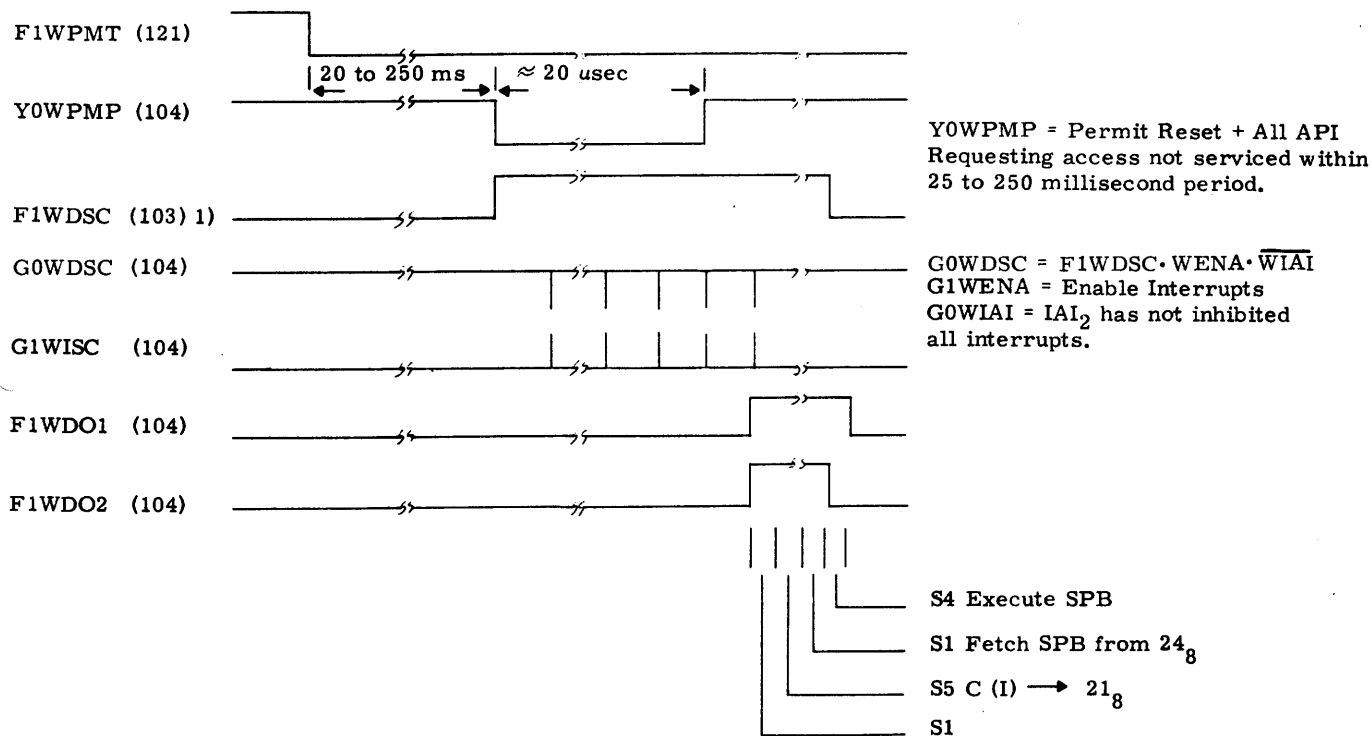 F1WPMT (121)
20 to 250 ms ≈ 20 usec
Y0WPMP (104)
Y0WPMP = Permit Reset + All API
Requesting access not serviced within
25 to 250 millisecond period.
F1WDSC (103) 1)
G0WDSC (104)
G0WDSC = F1WDSC · WENA · W̅I̅A̅I̅
G1WENA = Enable Interrupts
G0WIAI = IAI₂ has not inhibited
all interrupts.
G1WISC (104)
F1WDO1 (104)
F1WDO2 (104)
S4 Execute SPB
S1 Fetch SPB from 24₈
S5 C (I) → 21₈
S1